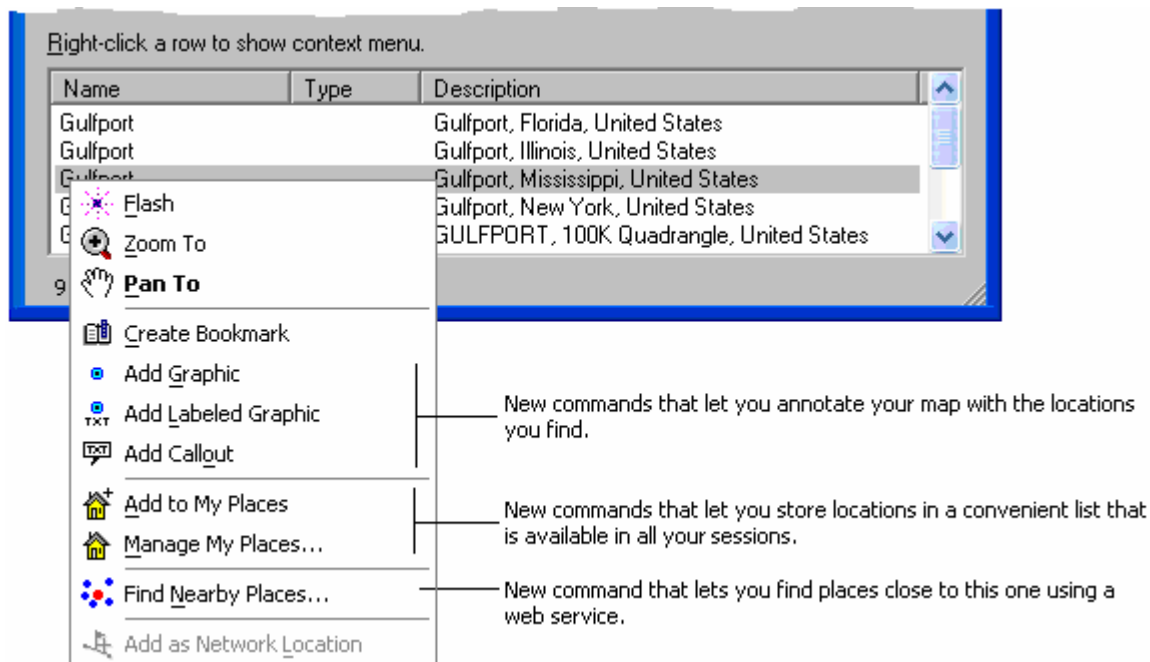 Right-click a row to show context menu.
Name Type Description
Gulfport Gulfport, Florida, United States
Gulfport Gulfport, Illinois, United States
Gulfport Gulfport, Mississippi, United States
G Gulfport, New York, United States
G GULFPORT, 100K Quadrangle, United States
9
Flash
Zoom To
Pan To
Create Bookmark
Add Graphic
TXT Add Labeled Graphic
TXT Add Callout
New commands that let you annotate your map with the locations
you find.
Add to My Places
Manage My Places...
New commands that let you store locations in a convenient list that
is available in all your sessions.
Find Nearby Places...
New command that lets you find places close to this one using a
web service.
Add as Network Location